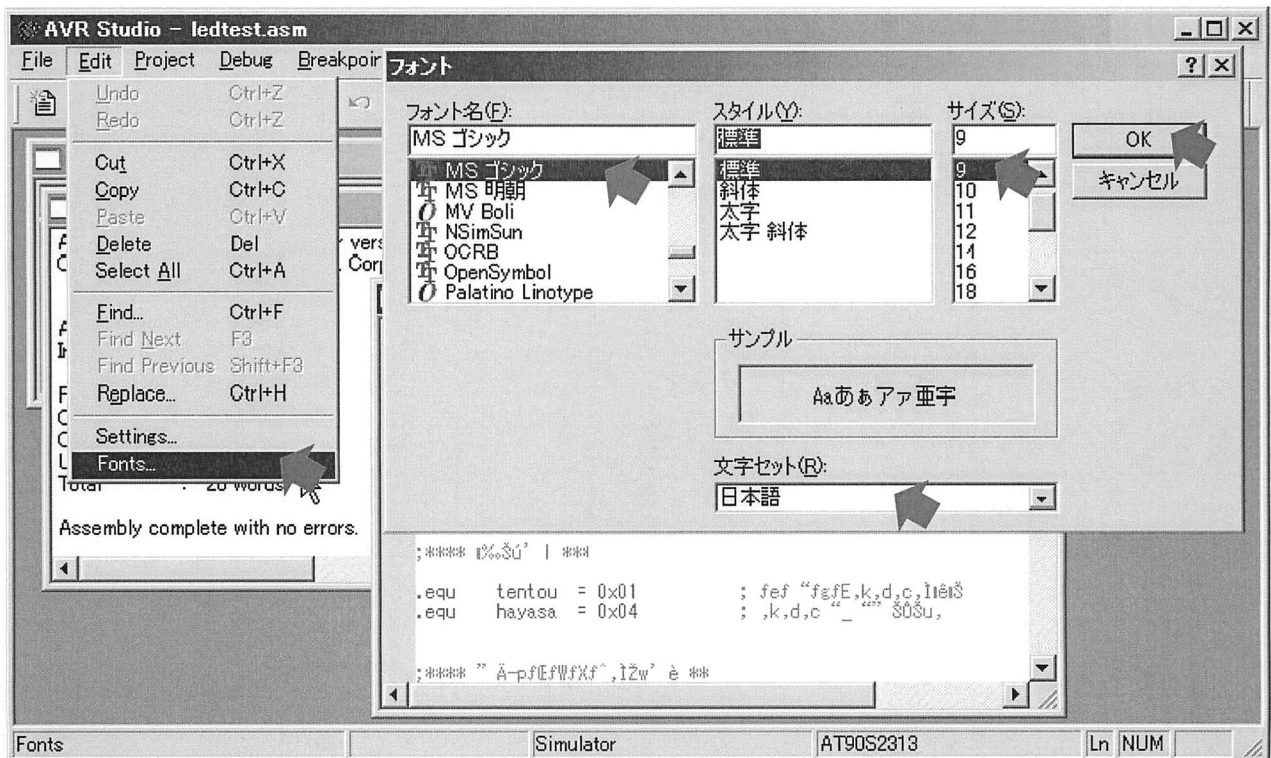 AVR Studio - ledtest.asm
File Edit Project Debug Breakpoin
Undo Ctrl+Z
Redo Ctrl+Z
Cut Ctrl+X
Copy Ctrl+C
Paste Ctrl+V
Delete Del
Select All Ctrl+A
Find... Ctrl+F
Find Next F3
Find Previous Shift+F3
Replace... Ctrl+H
Settings...
Fonts...
Total : 20 words
Assembly complete with no errors.
フォント
フォント名(F):
MS ゴシック
MS ゴシック
MS 明朝
MV Boli
NSimSun
OCRB
OpenSymbol
Palatino Linotype
スタイル(Y):
標準
標準
斜体
太字
太字 斜体
サイズ(S):
9
9
10
11
12
14
16
18
OK
キャンセル
サンプル
Aaあぁアァ亜宇
文字セット(R):
日本語
.equ tentou = 0x01
.equ hayasa = 0x04
Fonts
Simulator
AT90S2313
Ln NUM